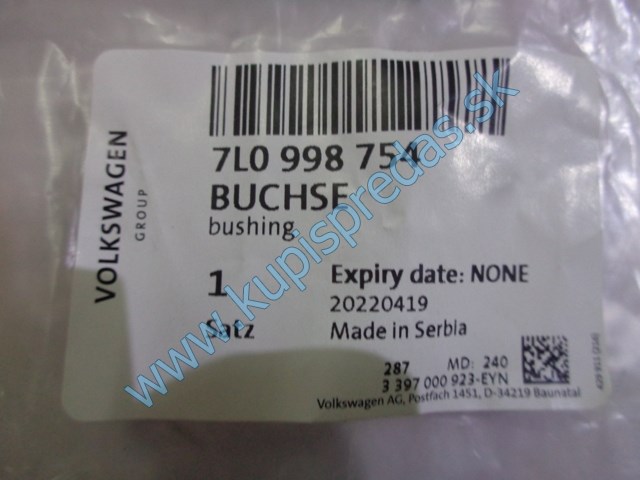 VOLKSWAGEN
GROUP
7L0 998 754
BUCHSE
bushing
1 Expiry date: NONE
20220419
Satz Made in Serbia
287 MD: 240
3 397 000 923-EYN
Volkswagen AG, Postfach 1451, D-34219 Baunatal
www.kupispredas.sk